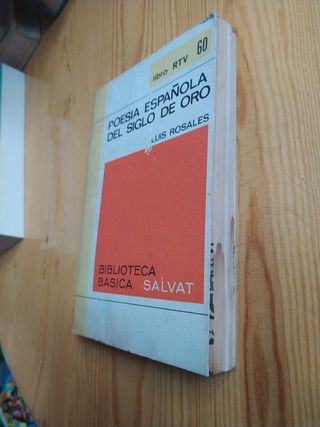 libro RTV 60
POESIA ESPAÑOLA
DEL SIGLO DE ORO
LUIS ROSALES
BIBLIOTECA
BASICA SALVAT